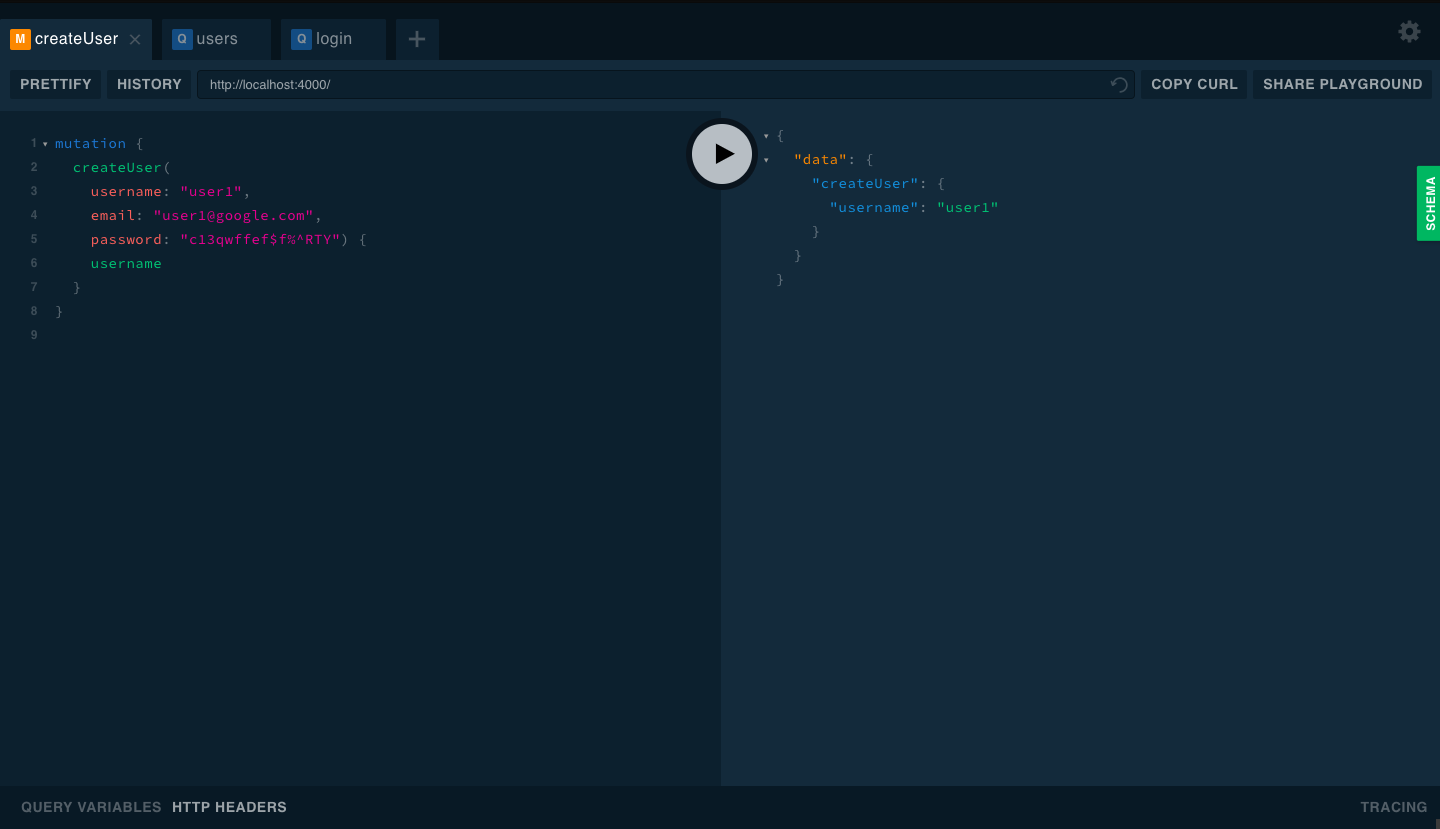 M createUser ×
Q users
Q login
+
PRETTIFY
HISTORY
http://localhost:4000/
COPY CURL
SHARE PLAYGROUND
1 mutation {
2 createUser(
3 username: "user1",
4 email: "user1@google.com",
5 password: "c13qwffef$f%^RTY") {
6 username
7 }
8 }
9
{
"data": {
"createUser": {
"username": "user1"
}
}
}
SCHEMA
QUERY VARIABLES
HTTP HEADERS
TRACING